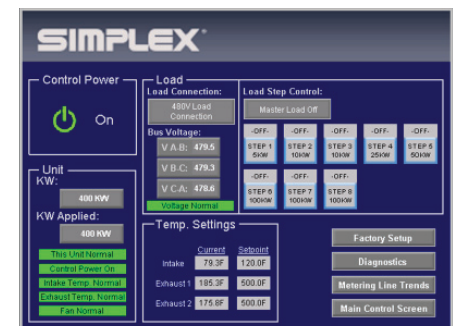 SIMPLEX
Control Power
On
Load
Load Connection:
480V Load
Connection
Bus Voltage:
V A-B: 479.5
V B-C: 479.3
V C-A: 478.6
Voltage Normal
Load Step Control:
Master Load Off
-OFF- -OFF- -OFF- -OFF- -OFF-
STEP 1 STEP 2 STEP 3 STEP 4 STEP 5
5KW 10KW 10KW 25KW 50KW
-OFF- -OFF- -OFF-
STEP 6 STEP 7 STEP 8
100KW 100KW 100KW
Unit
KW:
400 KW
KW Applied:
400 KW
This Unit Normal
Control Power On
Intake Temp. Normal
Exhaust Temp. Normal
Fan Normal
Temp. Settings
Current Setpoint
Intake 79.3F 120.0F
Exhaust 1 185.3F 500.0F
Exhaust 2 175.8F 500.0F
Factory Setup
Diagnostics
Metering Line Trends
Main Control Screen